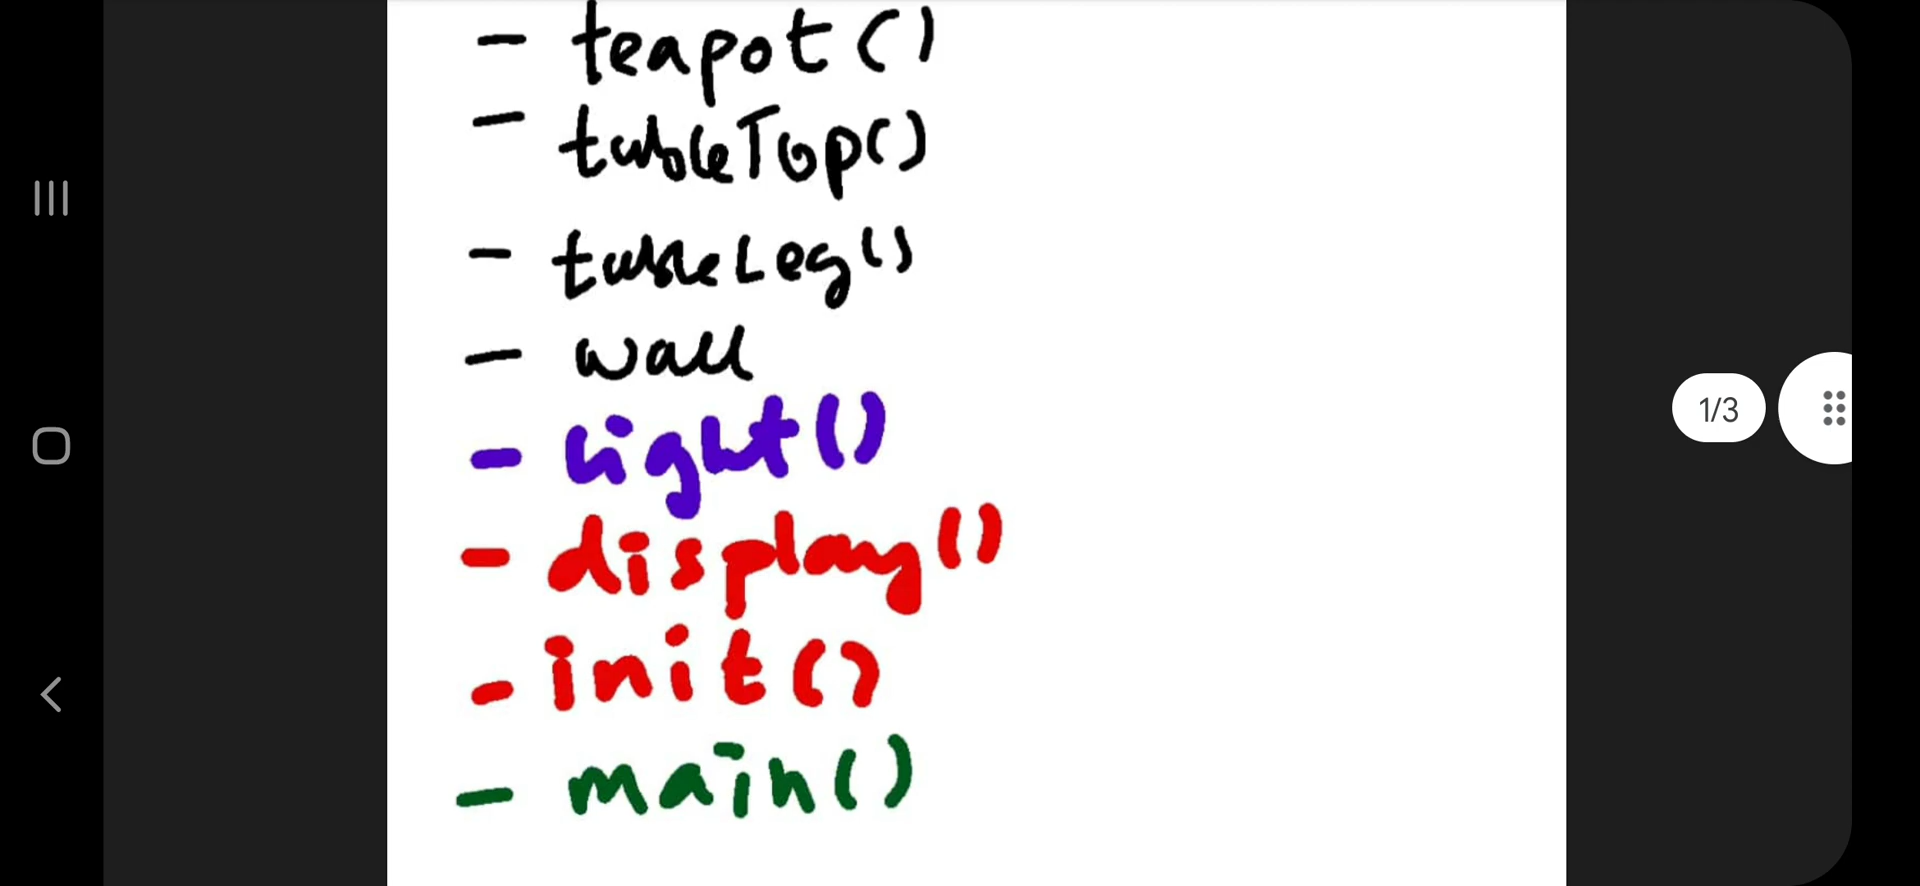 - teapot()
- tableTop()
- tableLeg()
- wall
- light()
- display()
- init()
- main()
1/3